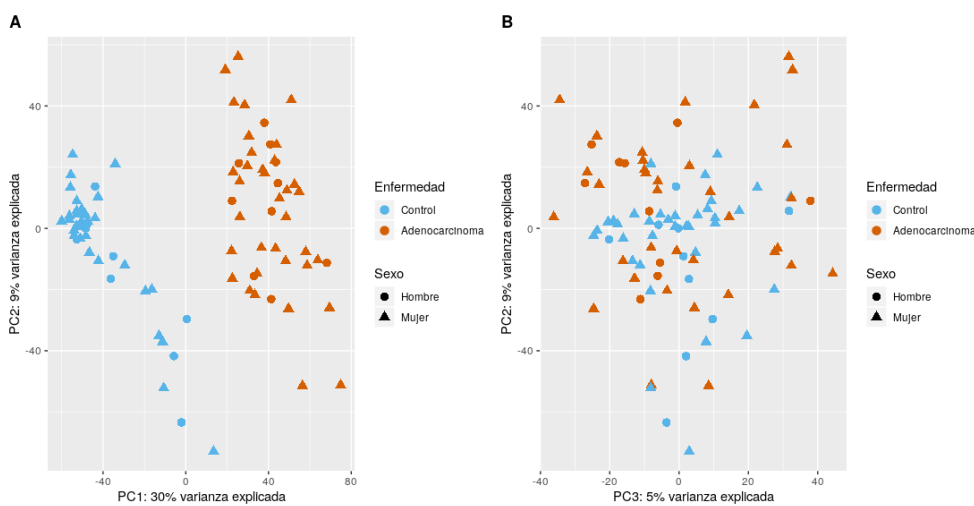 A
PC2: 9% varianza explicada
40
0
-40
-40
0
40
80
PC1: 30% varianza explicada
Enfermedad
Control
Adenocarcinoma
Sexo
Hombre
Mujer
B
PC2: 9% varianza explicada
40
0
-40
-40
-20
0
20
40
PC3: 5% varianza explicada
Enfermedad
Control
Adenocarcinoma
Sexo
Hombre
Mujer